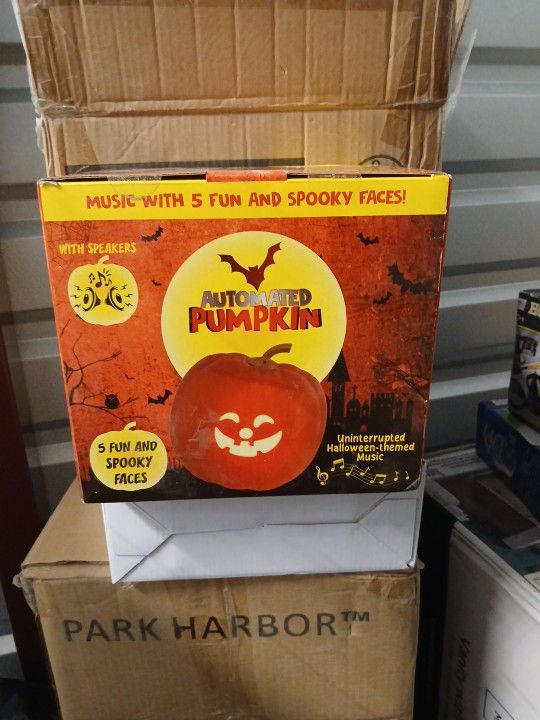 MUSIC WITH 5 FUN AND SPOOKY FACES!
WITH SPEAKERS
AUTOMATED
PUMPKIN
5 FUN AND
SPOOKY
FACES
Uninterrupted
Halloween-themed
Music
PARK HARBOR™
Vanity